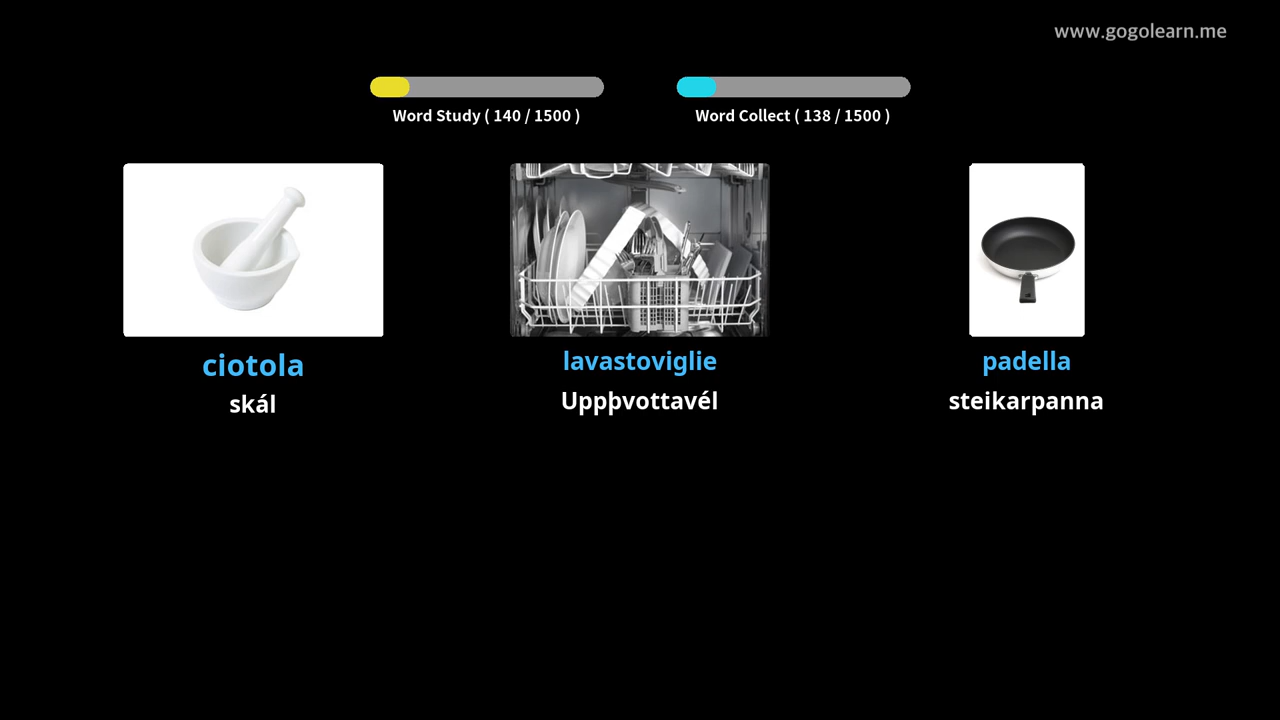 www.gogolearn.me
Word Study ( 140 / 1500 )
Word Collect ( 138 / 1500 )
ciotola
skál
lavastoviglie
Uppþvottavél
padella
steikarpanna